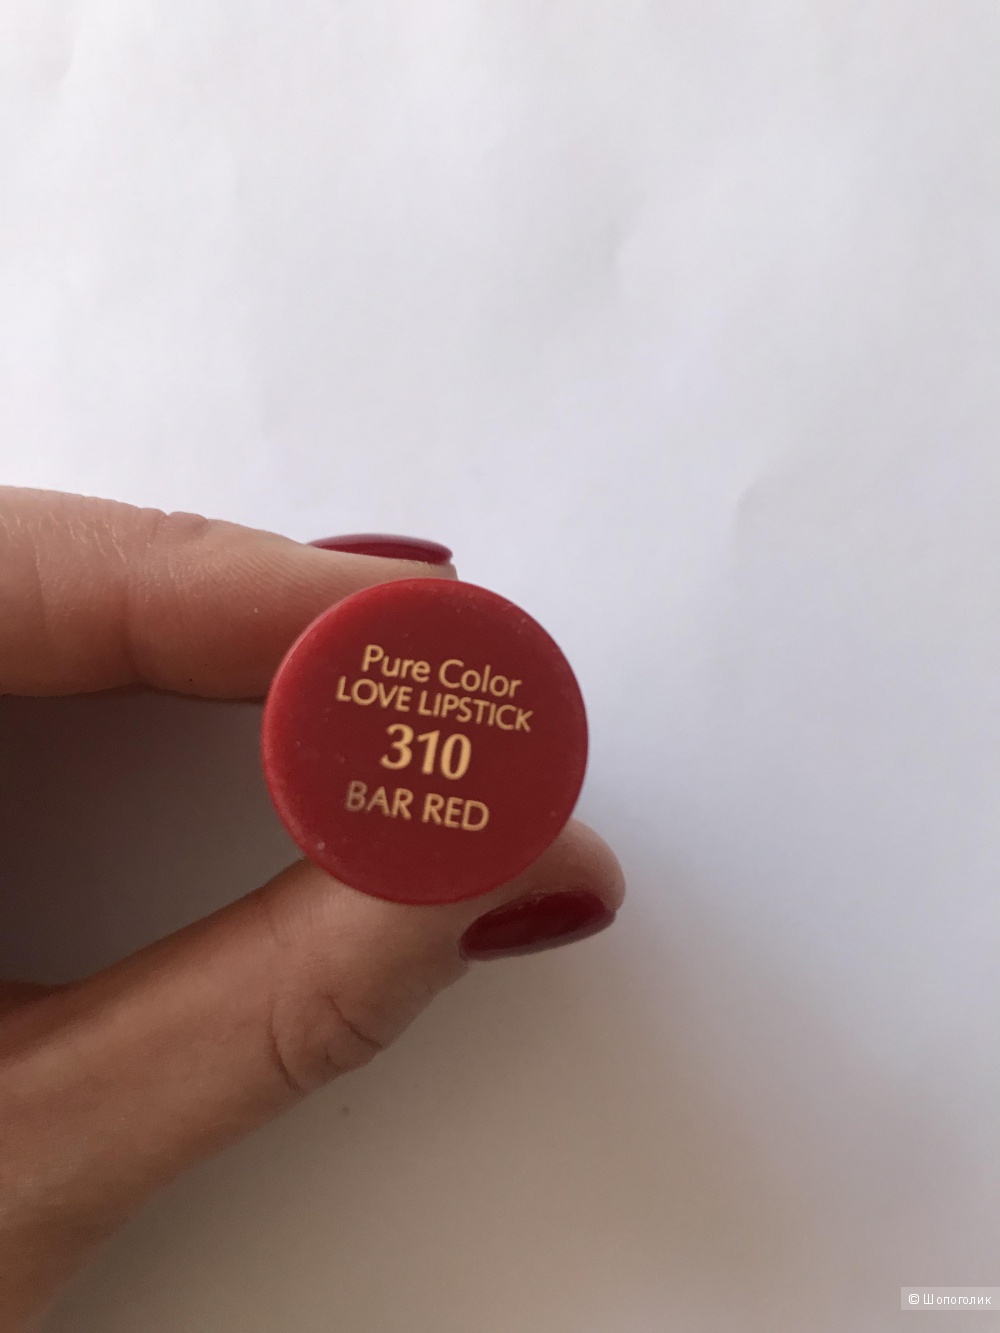 Pure Color
LOVE LIPSTICK
310
BAR RED
© Шопоголик